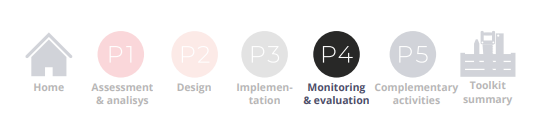 P1
P2
P3
P4
P5
Home
Assessment
& analisys
Design
Implemen-
tation
Monitoring
& evaluation
Complementary
activities
Toolkit
summary